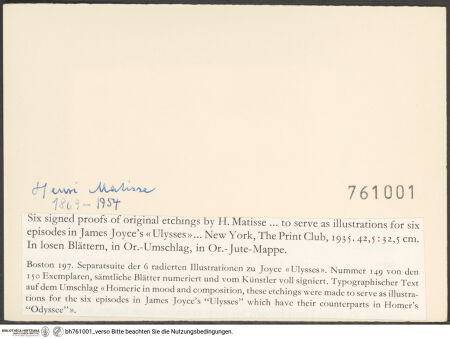 Henri Matisse
1869-1954
761001
Six signed proofs of original etchings by H. Matisse ... to serve as illustrations for six
episodes in James Joyce's «Ulysses»... New York, The Print Club, 1935. 42,5 : 32,5 cm.
In losen Blättern, in Or.-Umschlag, in Or.- Jute-Mappe.
Boston 197. Separatsuite der 6 radierten Illustrationen zu Joyce «Ulysses». Nummer 149 von den
150 Exemplaren, sämtliche Blätter numeriert und vom Künstler voll signiert. Typographischer Text
auf dem Umschlag «Homeric in mood and composition, these etchings were made to serve as illustra-
tions for the six episodes in James Joyce's "Ulysses" which have their counterparts in Homer's
"Odyssee"».
BIBLIOTHECA HERTZIANA bh761001_verso Bitte beachten Sie die Nutzungsbedingungen.